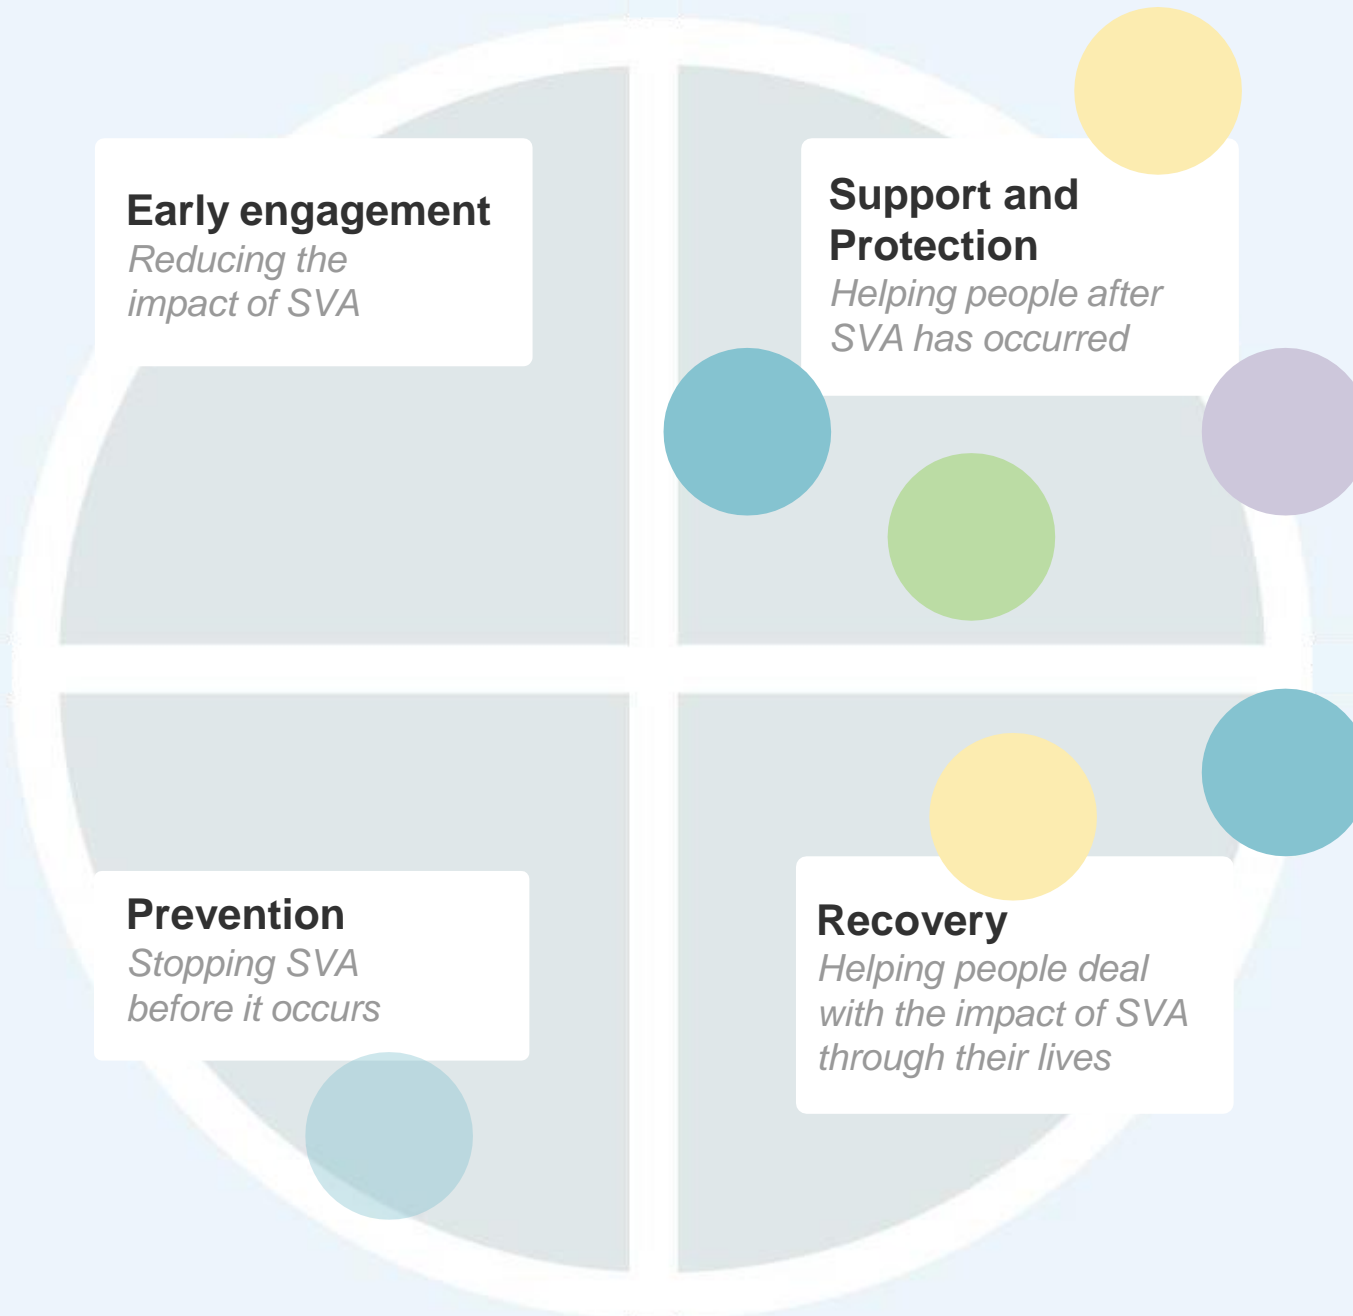 Early engagement
Reducing the
impact of SVA
Support and
Protection
Helping people after
SVA has occurred
Prevention
Stopping SVA
before it occurs
Recovery
Helping people deal
with the impact of SVA
through their lives